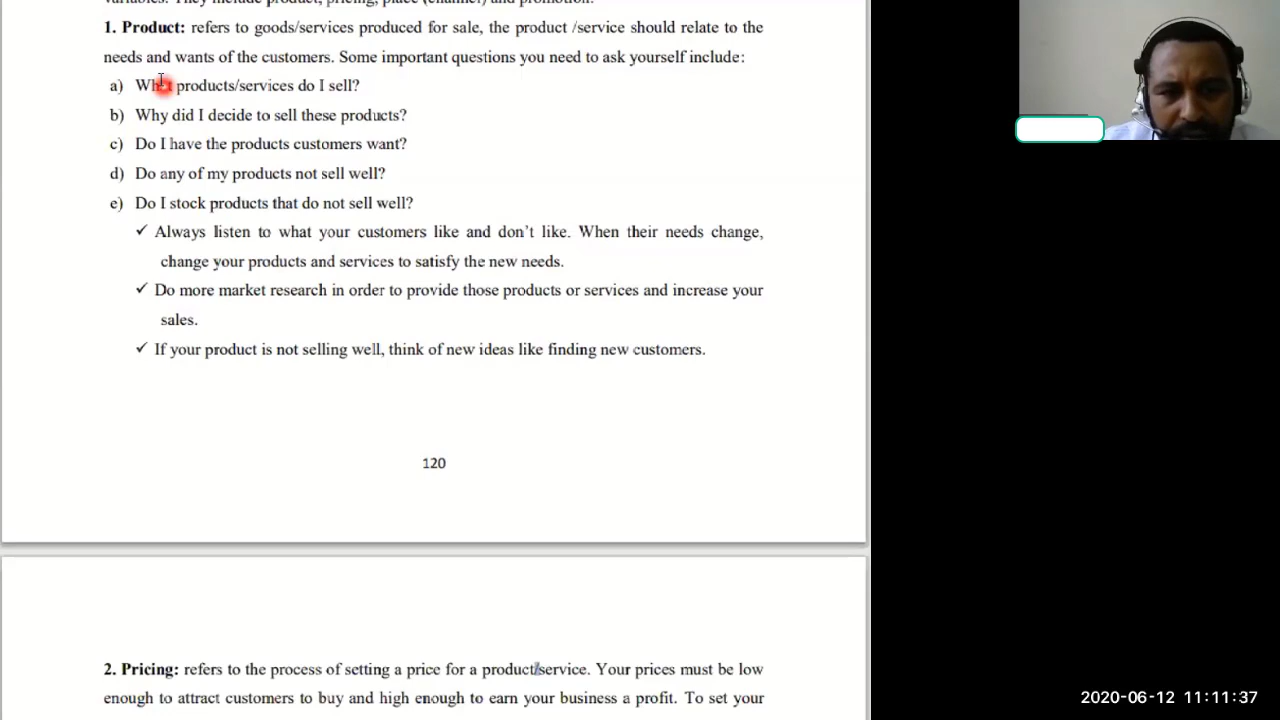 1. Product: refers to goods/services produced for sale, the product /service should relate to the
needs and wants of the customers. Some important questions you need to ask yourself include:
a) What products/services do I sell?
b) Why did I decide to sell these products?
c) Do I have the products customers want?
d) Do any of my products not sell well?
e) Do I stock products that do not sell well?
✓ Always listen to what your customers like and don't like. When their needs change,
change your products and services to satisfy the new needs.
✓ Do more market research in order to provide those products or services and increase your
sales.
✓ If your product is not selling well, think of new ideas like finding new customers.
120
2. Pricing: refers to the process of setting a price for a product/service. Your prices must be low
enough to attract customers to buy and high enough to earn your business a profit. To set your
2020-06-12 11:11:37